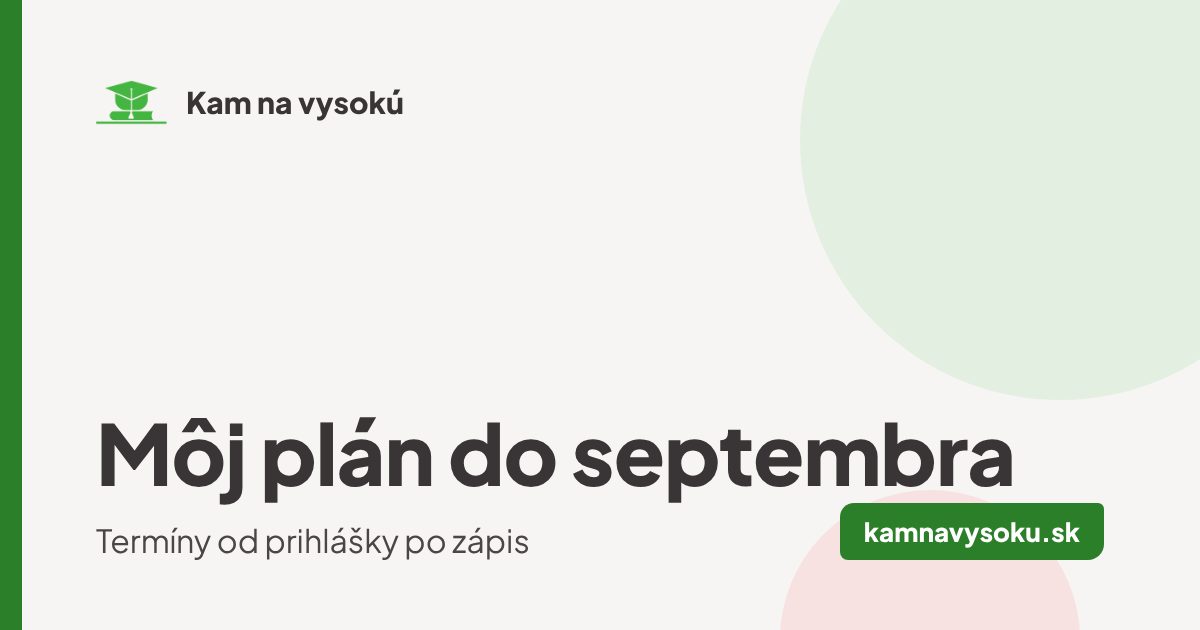 Kam na vysokú
Môj plán do septembra
Termíny od prihlášky po zápis
kamnavysoku.sk